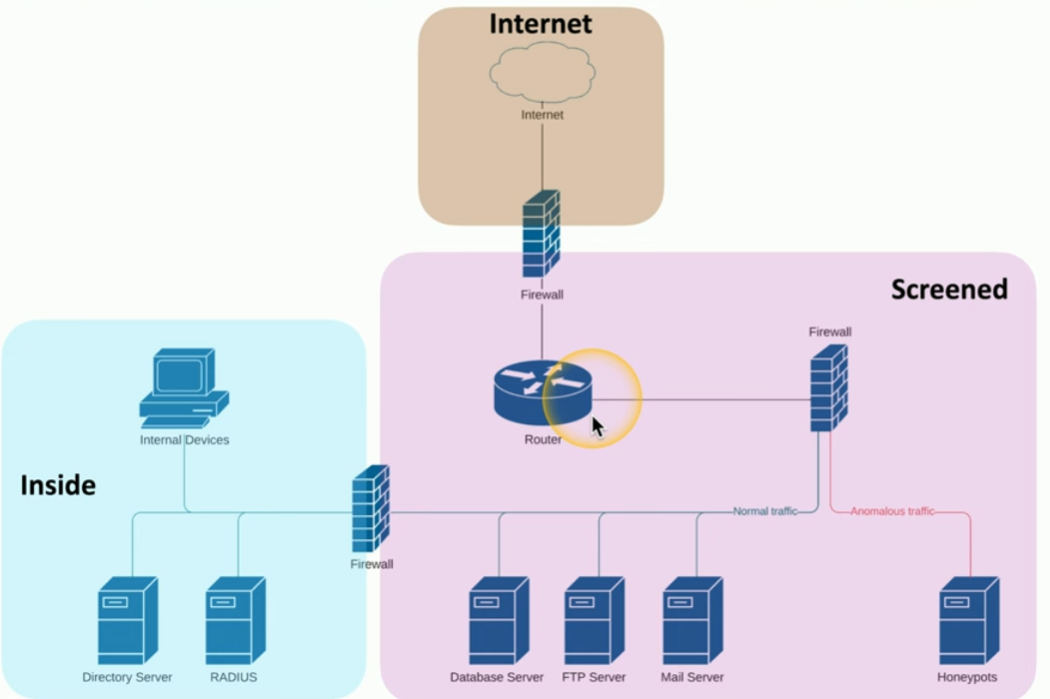 Internet
Internet
Firewall
Screened
Firewall
Router
Internal Devices
Inside
Firewall
Normal traffic
Anomalous traffic
Directory Server
RADIUS
Database Server
FTP Server
Mail Server
Honeypots